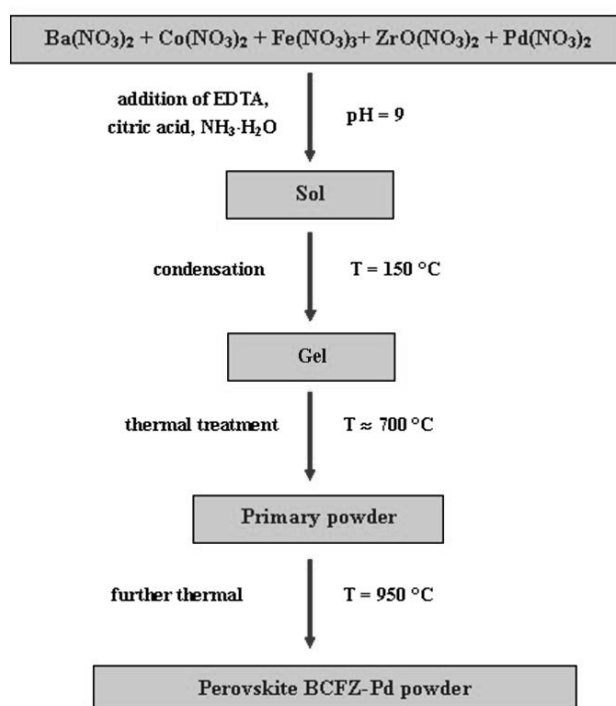 Ba(NO₃)₂ + Co(NO₃)₂ + Fe(NO₃)₃+ ZrO(NO₃)₂ + Pd(NO₃)₂
addition of EDTA,
citric acid, NH₃·H₂O
pH = 9
Sol
condensation
T = 150 °C
Gel
thermal treatment
T ≈ 700 °C
Primary powder
further thermal
T = 950 °C
Perovskite BCFZ-Pd powder